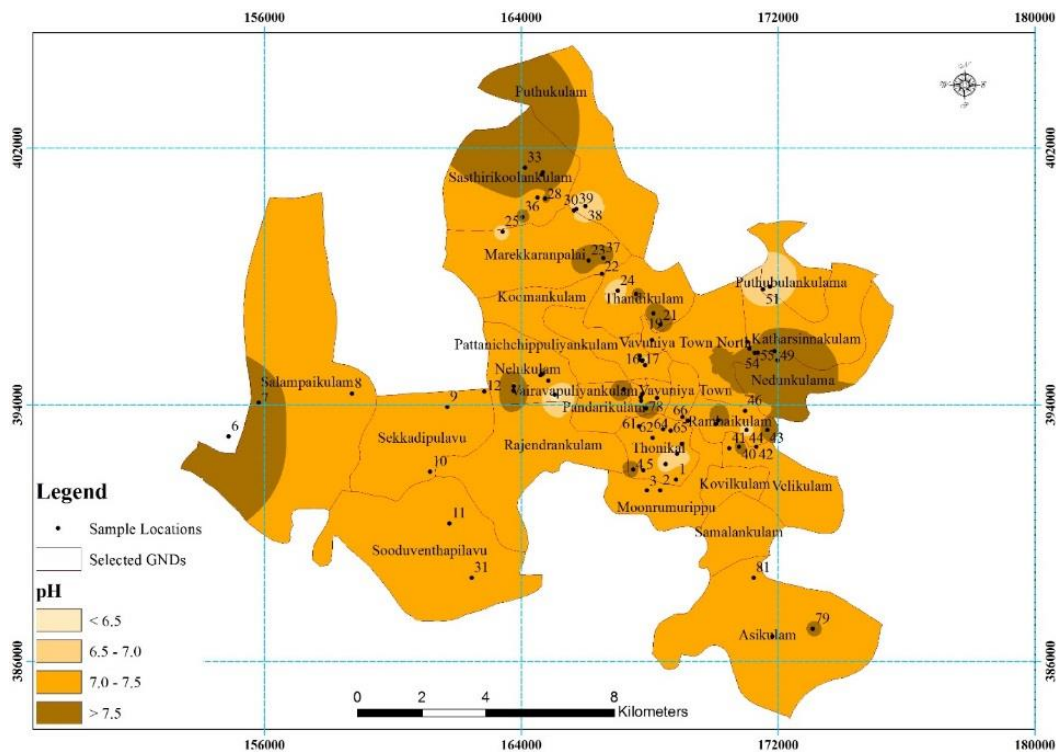 156000 164000 172000 180000
402000 402000
394000 394000
386000 386000
Puthukulam
33
Sasthirikoolankulam
28
36
30 39
38
25
Marekkaranpalai
23 37
22
24
Koomankulam
Thandikulam
Puthubulankulama
51
19 21
Pattanichchippuliyankulam
Vavuniya Town North
Katharsinnakulam
16 17
54 55 49
Nelukulam
Nedunkulama
Salampaikulam 8
7
12
Vairavapuliyankulam
Vavuniya Town
9
Pandarikulam
78
66
46
Rambaikulam
6
Sekkadipulavu
Rajendrankulam
61 62 64 65
Thonikal
41 44 43
40 42
10
4 5
1
3 2
Kovilkulam
Velikulam
Moonrumurippu
11
Samalankulam
Sooduventhapilavu
31
81
79
Asikulam
Legend
Sample Locations
Selected GNDs
pH
< 6.5
6.5 - 7.0
7.0 - 7.5
> 7.5
0 2 4 8
Kilometers
156000 164000 172000 180000